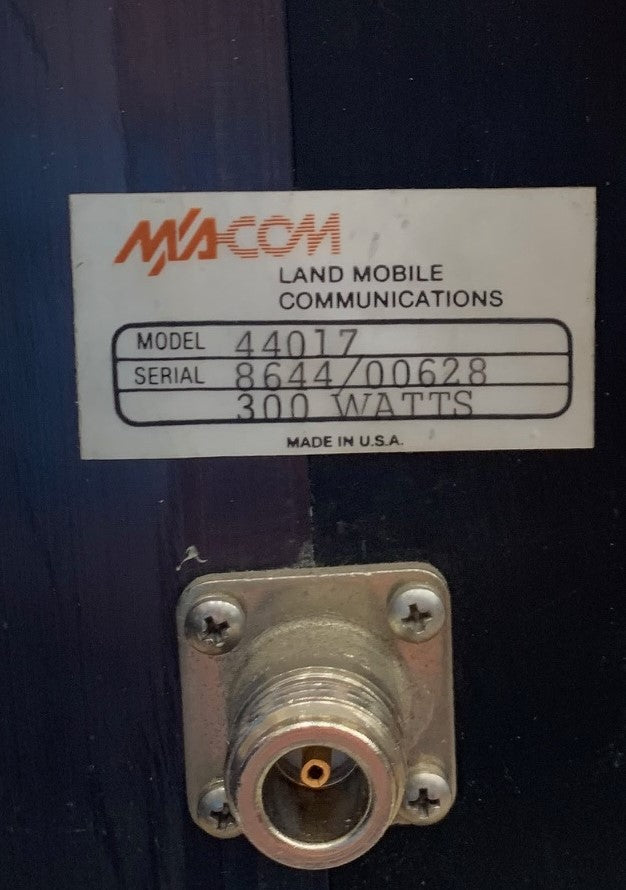 M/A-COM
LAND MOBILE
COMMUNICATIONS
MODEL 44017
SERIAL 8644/00628
300 WATTS
MADE IN U.S.A.